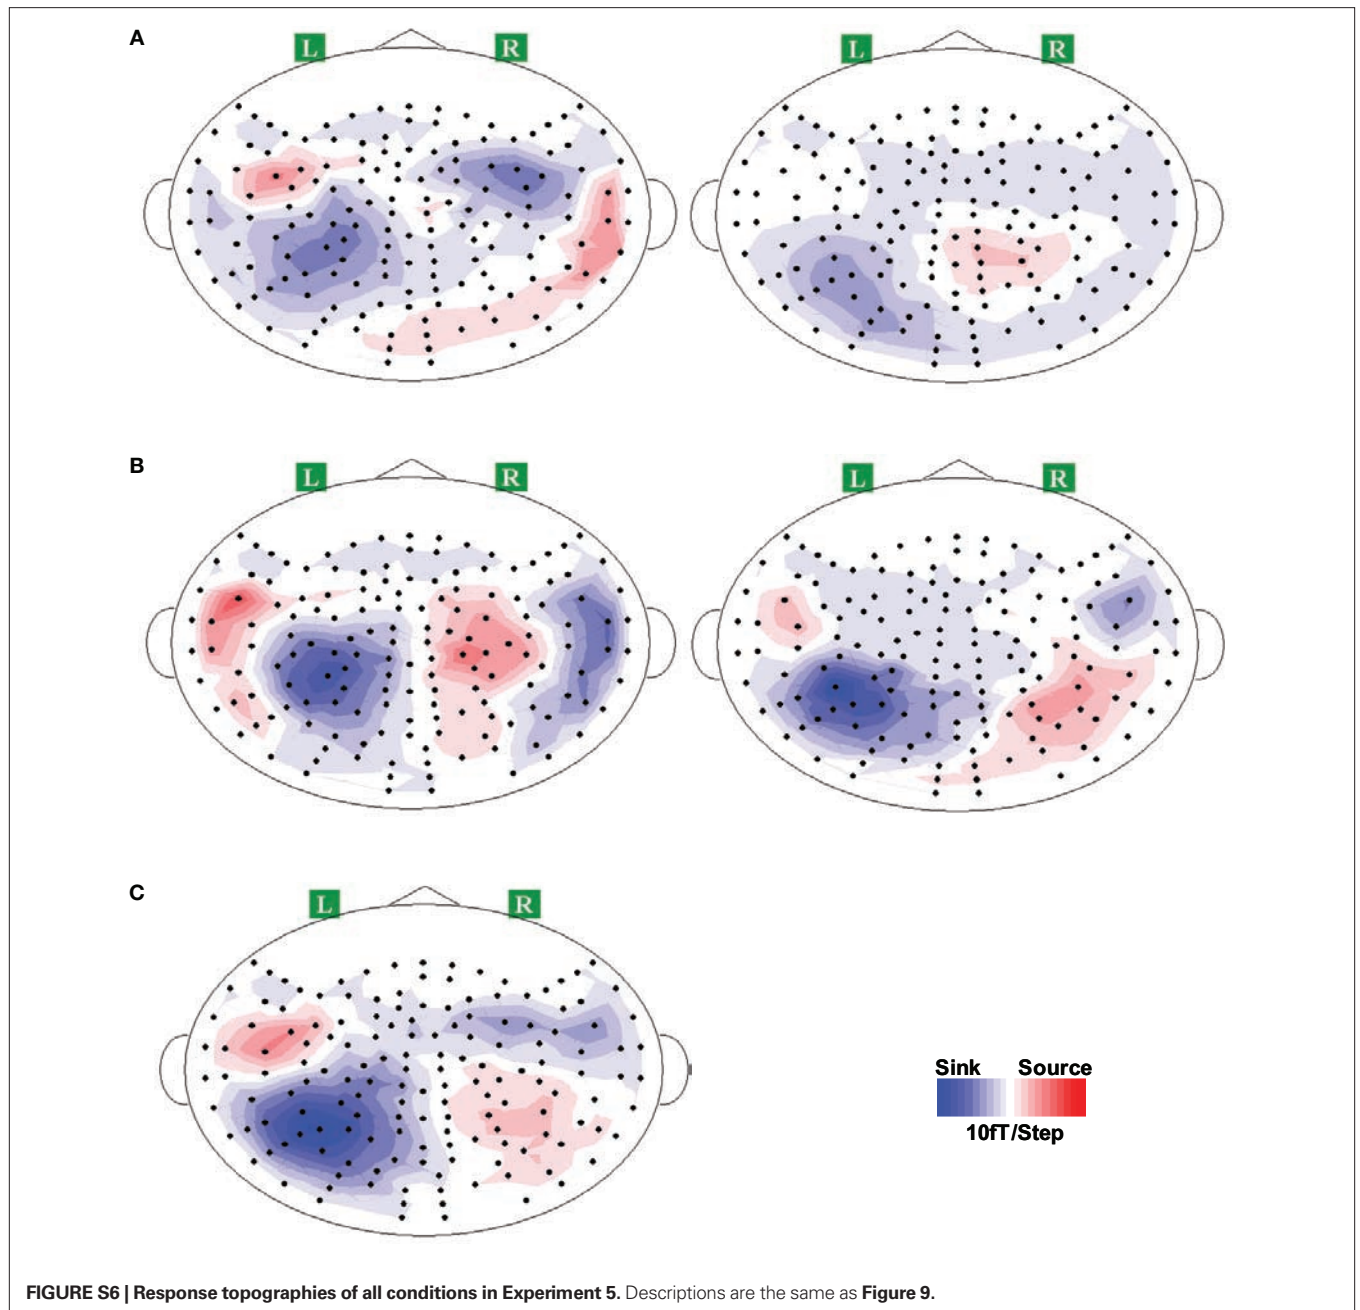 A
L R
L R
B
L R
L R
C
L R
Sink Source
10fT/Step
FIGURE S6 | Response topographies of all conditions in Experiment 5. Descriptions are the same as Figure 9.